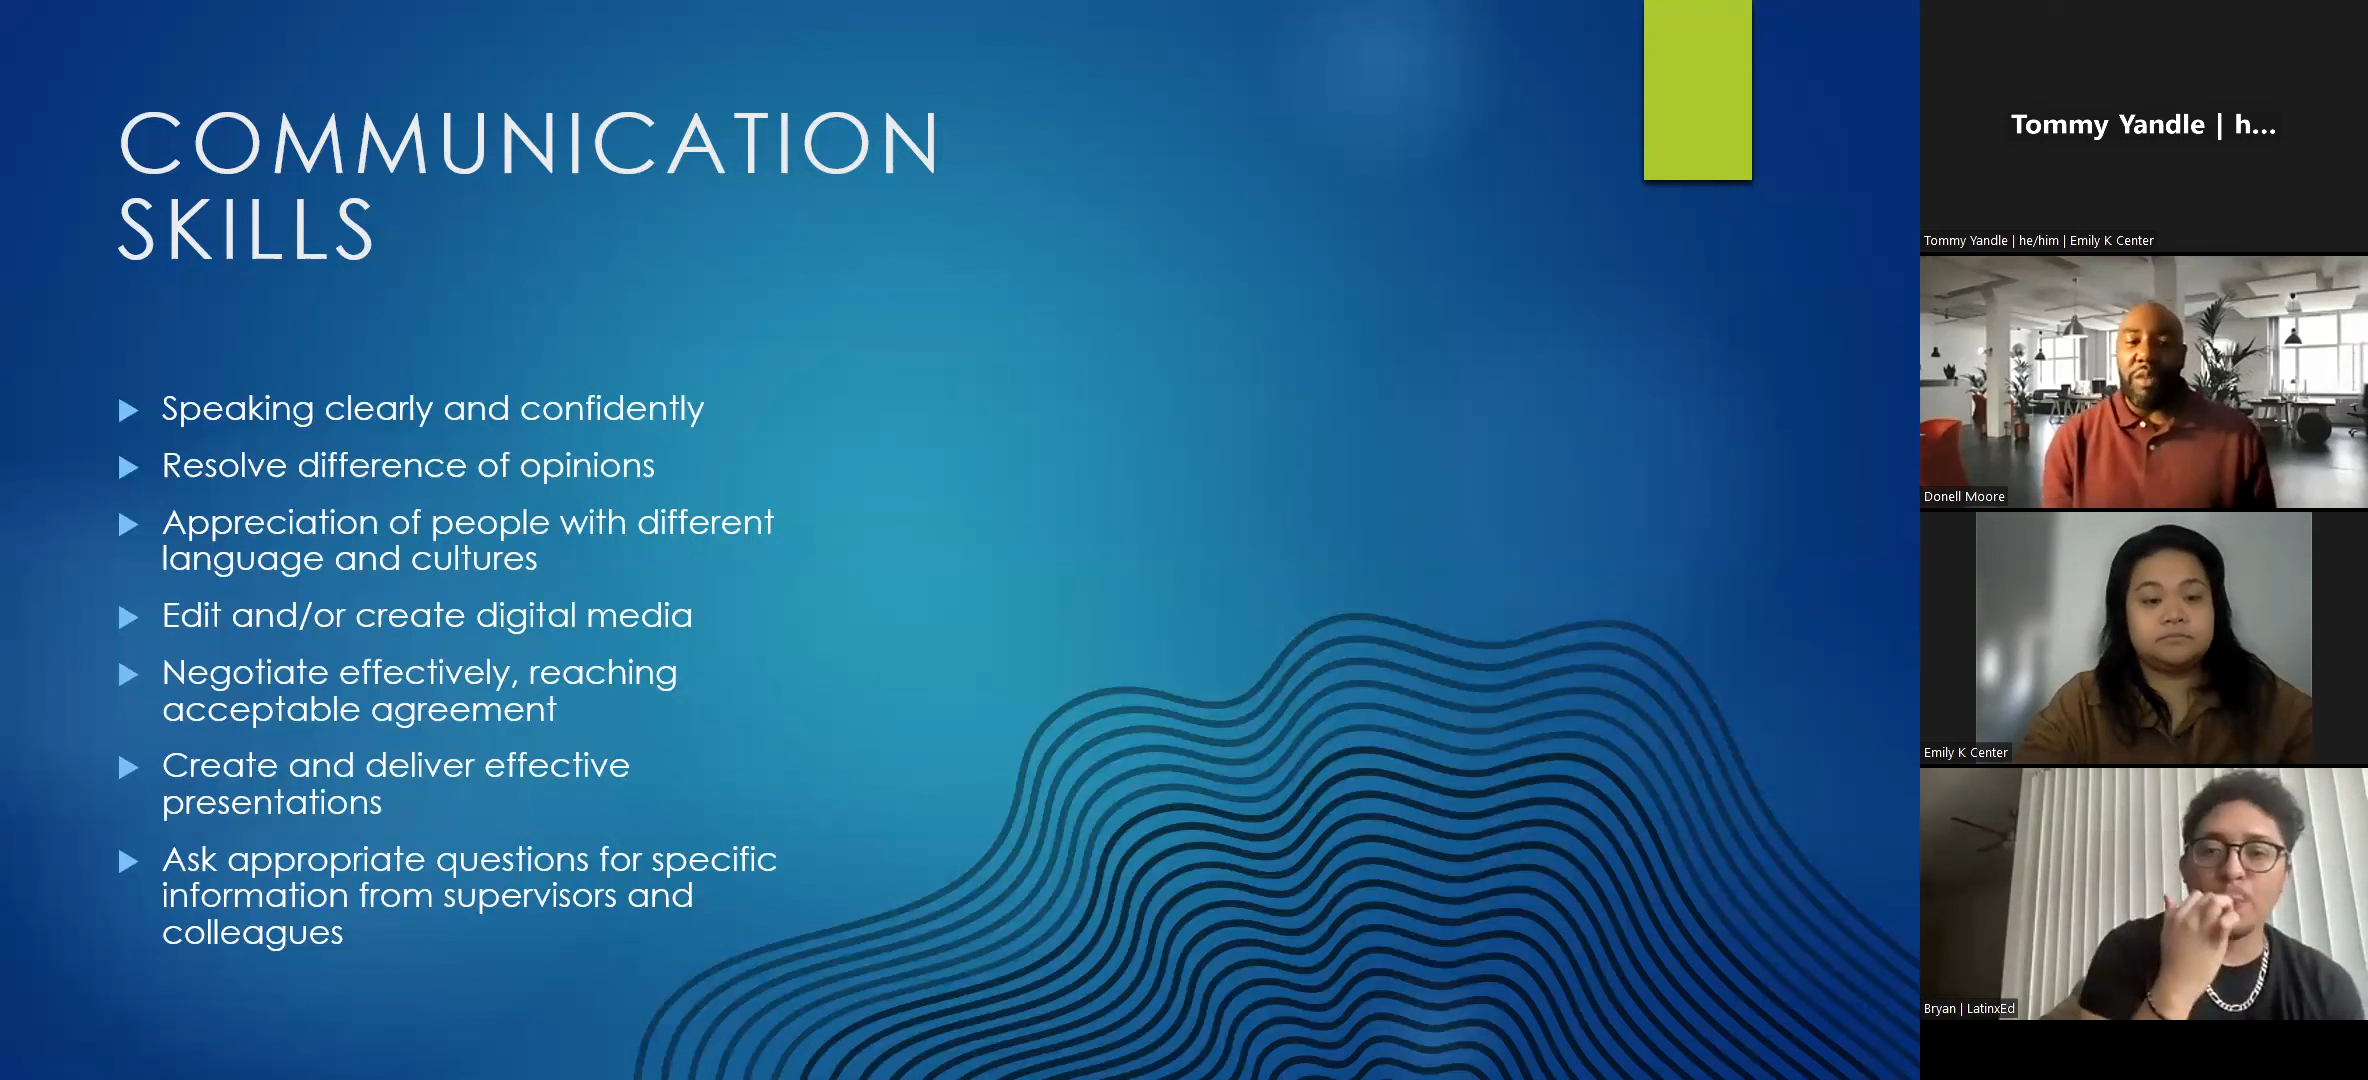 COMMUNICATION
SKILLS
Speaking clearly and confidently
Resolve difference of opinions
Appreciation of people with different
language and cultures
Edit and/or create digital media
Negotiate effectively, reaching
acceptable agreement
Create and deliver effective
presentations
Ask appropriate questions for specific
information from supervisors and
colleagues
Tommy Yandle | h...
Tommy Yandle | he/him | Emily K Center
Donell Moore
Emily K Center
Bryan | LatinxEd